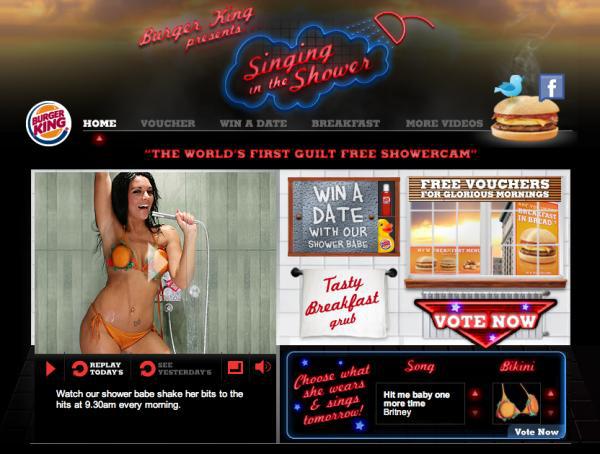 Burger King
presents
Singing
in the Shower
BURGER
KING
HOME
VOUCHER
WIN A DATE
BREAKFAST
MORE VIDEOS
f
"THE WORLD'S FIRST GUILT FREE SHOWERCAM"
WIN A
DATE
WITH OUR
SHOWER BABE
FREE VOUCHERS
FOR GLORIOUS MORNINGS
BREAKFAST
IN BREAD
Tasty
Breakfast
grub
VOTE NOW
REPLAY
TODAY'S
SEE
YESTERDAY'S
Watch our shower babe shake her bits to the
hits at 9.30am every morning.
Choose what
she wears
& sings
tomorrow!
Song
Hit me baby one
more time
Britney
Bikini
Vote Now